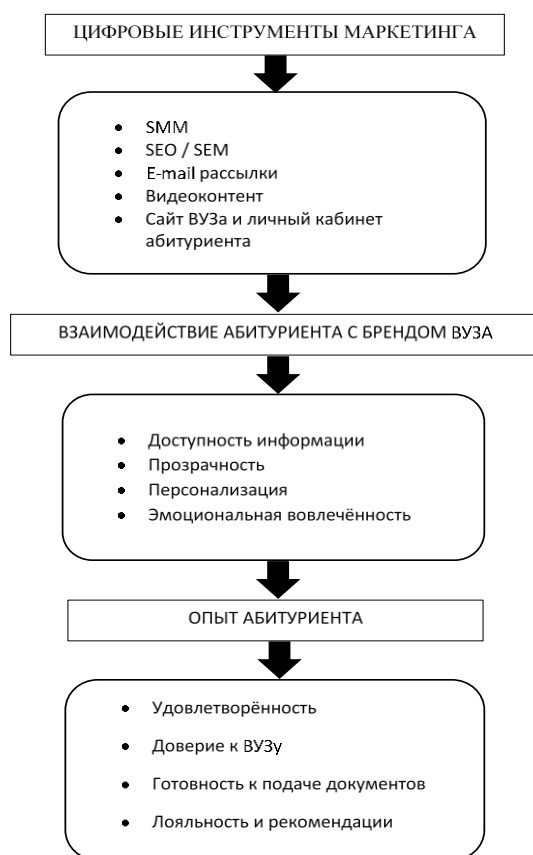 ЦИФРОВЫЕ ИНСТРУМЕНТЫ МАРКЕТИНГА
• SMM
• SEO / SEM
• E-mail рассылки
• Видеоконтент
• Сайт ВУЗа и личный кабинет
абитуриента
ВЗАИМОДЕЙСТВИЕ АБИТУРИЕНТА С БРЕНДОМ ВУЗА
• Доступность информации
• Прозрачность
• Персонализация
• Эмоциональная вовлечённость
ОПЫТ АБИТУРИЕНТА
• Удовлетворённость
• Доверие к ВУЗу
• Готовность к подаче документов
• Лояльность и рекомендации